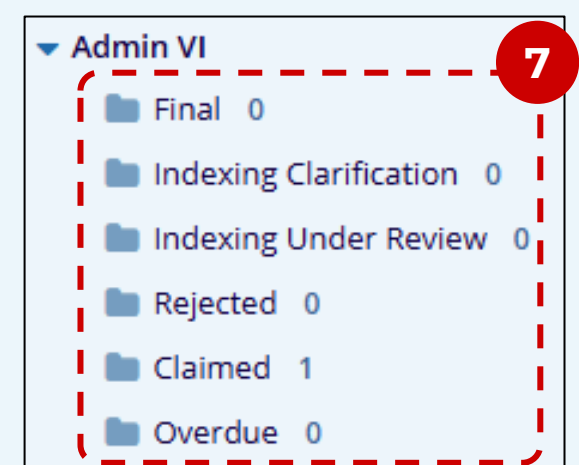 Admin VI
7
Final 0
Indexing Clarification 0
Indexing Under Review 0
Rejected 0
Claimed 1
Overdue 0